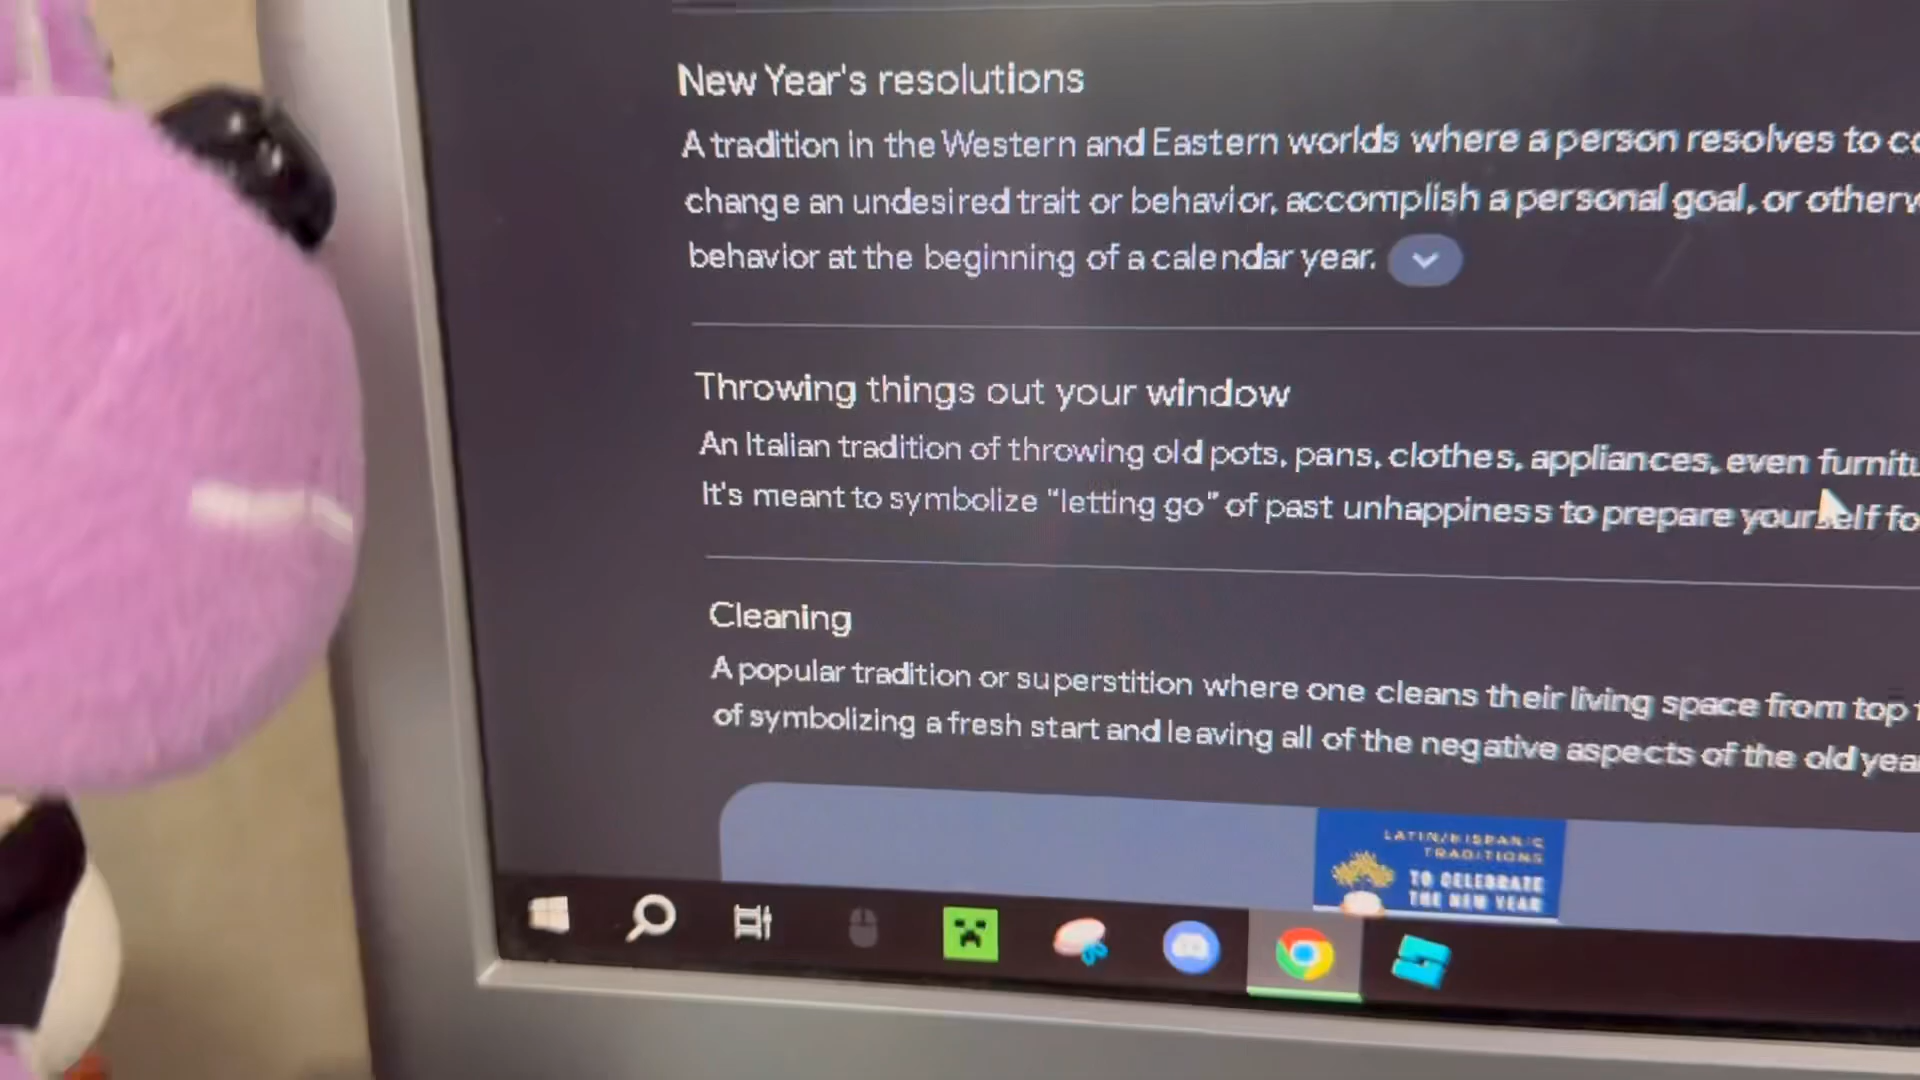 New Year's resolutions
A tradition in the Western and Eastern worlds where a person resolves to
change an undesired trait or behavior, accomplish a personal goal, or
behavior at the beginning of a calendar year.
Throwing things out your window
An Italian tradition of throwing old pots, pans, clothes, appliances, even
It's meant to symbolize “letting go” of past unhappiness to prepare yourself
Cleaning
A popular tradition or superstition where one cleans their living space from top
of symbolizing a fresh start and leaving all of the negative aspects of the old
LATIN/HISPANIC
TRADITIONS
TO CELEBRATE
THE NEW YEAR